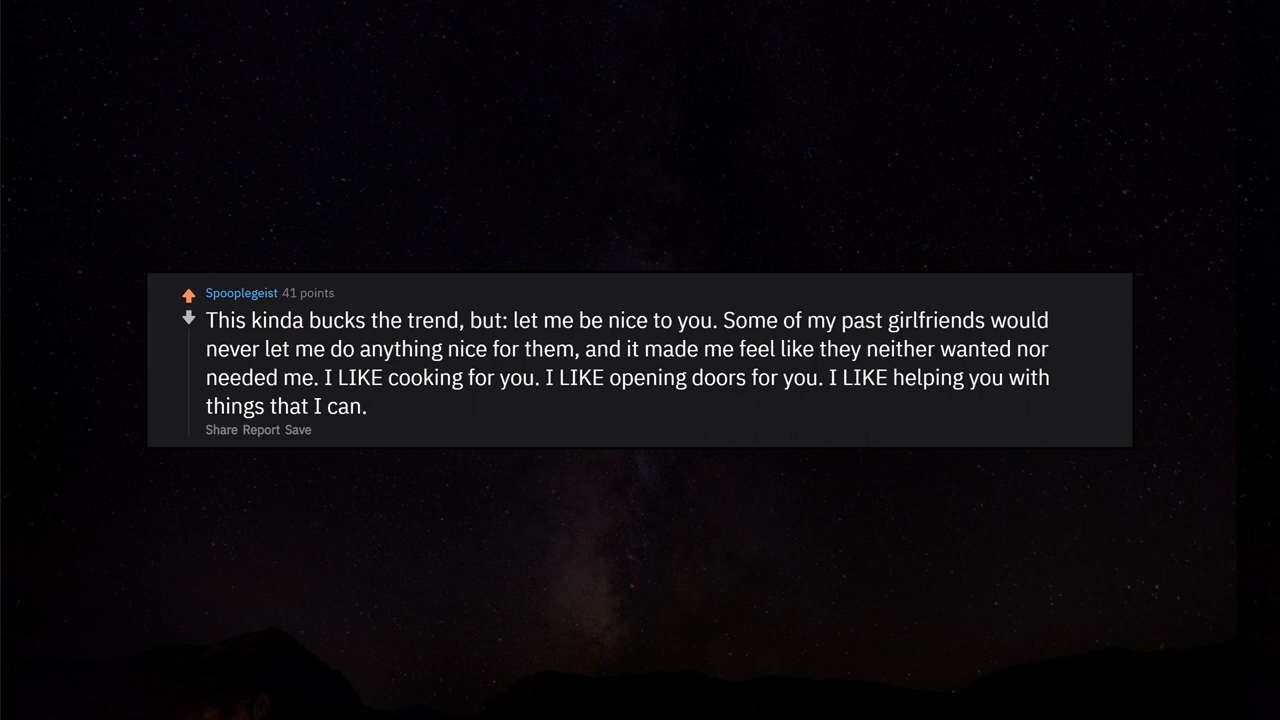 Spooplegeist 41 points
This kinda bucks the trend, but: let me be nice to you. Some of my past girlfriends would
never let me do anything nice for them, and it made me feel like they neither wanted nor
needed me. I LIKE cooking for you. I LIKE opening doors for you. I LIKE helping you with
things that I can.
Share Report Save